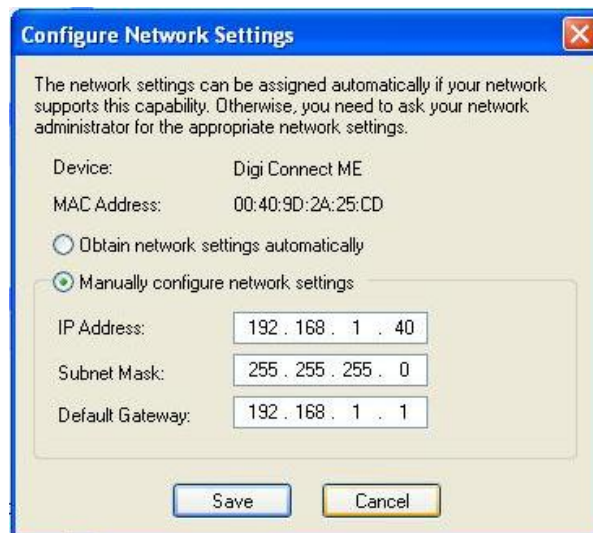 Configure Network Settings
The network settings can be assigned automatically if your network
supports this capability. Otherwise, you need to ask your network
administrator for the appropriate network settings.
Device: Digi Connect ME
MAC Address: 00:40:9D:2A:25:CD
Obtain network settings automatically
Manually configure network settings
IP Address: 192 . 168 . 1 . 40
Subnet Mask: 255 . 255 . 255 . 0
Default Gateway: 192 . 168 . 1 . 1
Save Cancel